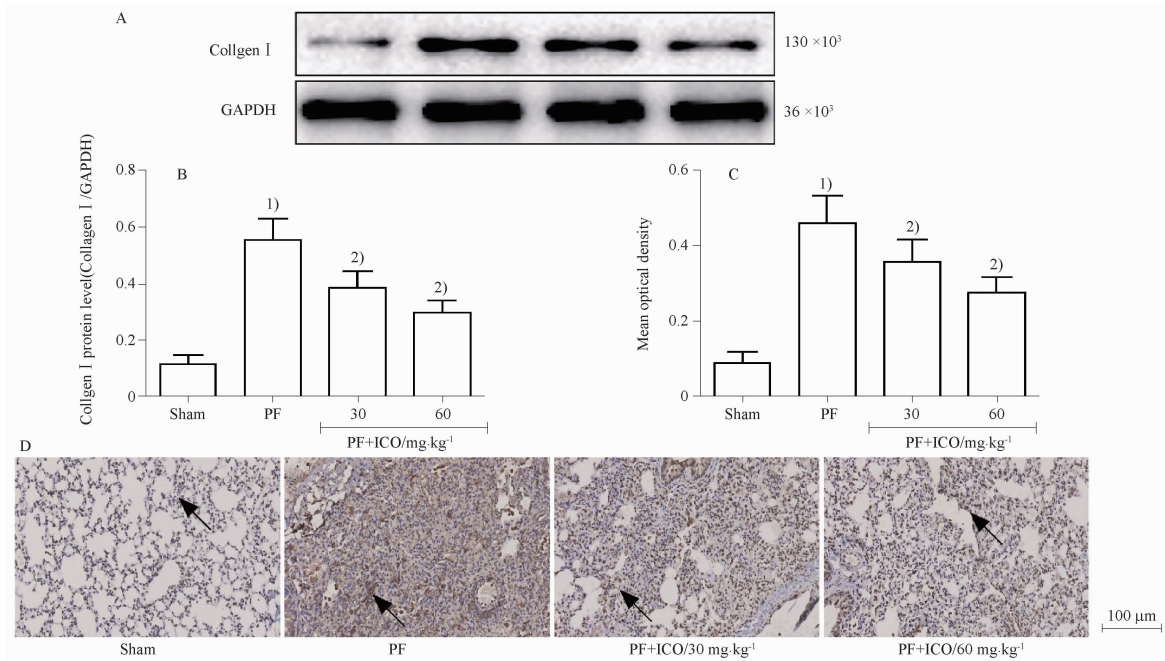 A
Collgen Ⅰ
130 ×10³
GAPDH
36 ×10³
B
Collgen Ⅰ protein level(Collagen Ⅰ/GAPDH)
0.8
0.6
0.4
0.2
0
1)
2)
2)
Sham
PF
30
60
PF+ICO/mg·kg⁻¹
C
Mean optical density
0.6
0.4
0.2
0
1)
2)
2)
Sham
PF
30
60
PF+ICO/mg·kg⁻¹
D
100 μm
Sham
PF
PF+ICO/30 mg·kg⁻¹
PF+ICO/60 mg·kg⁻¹